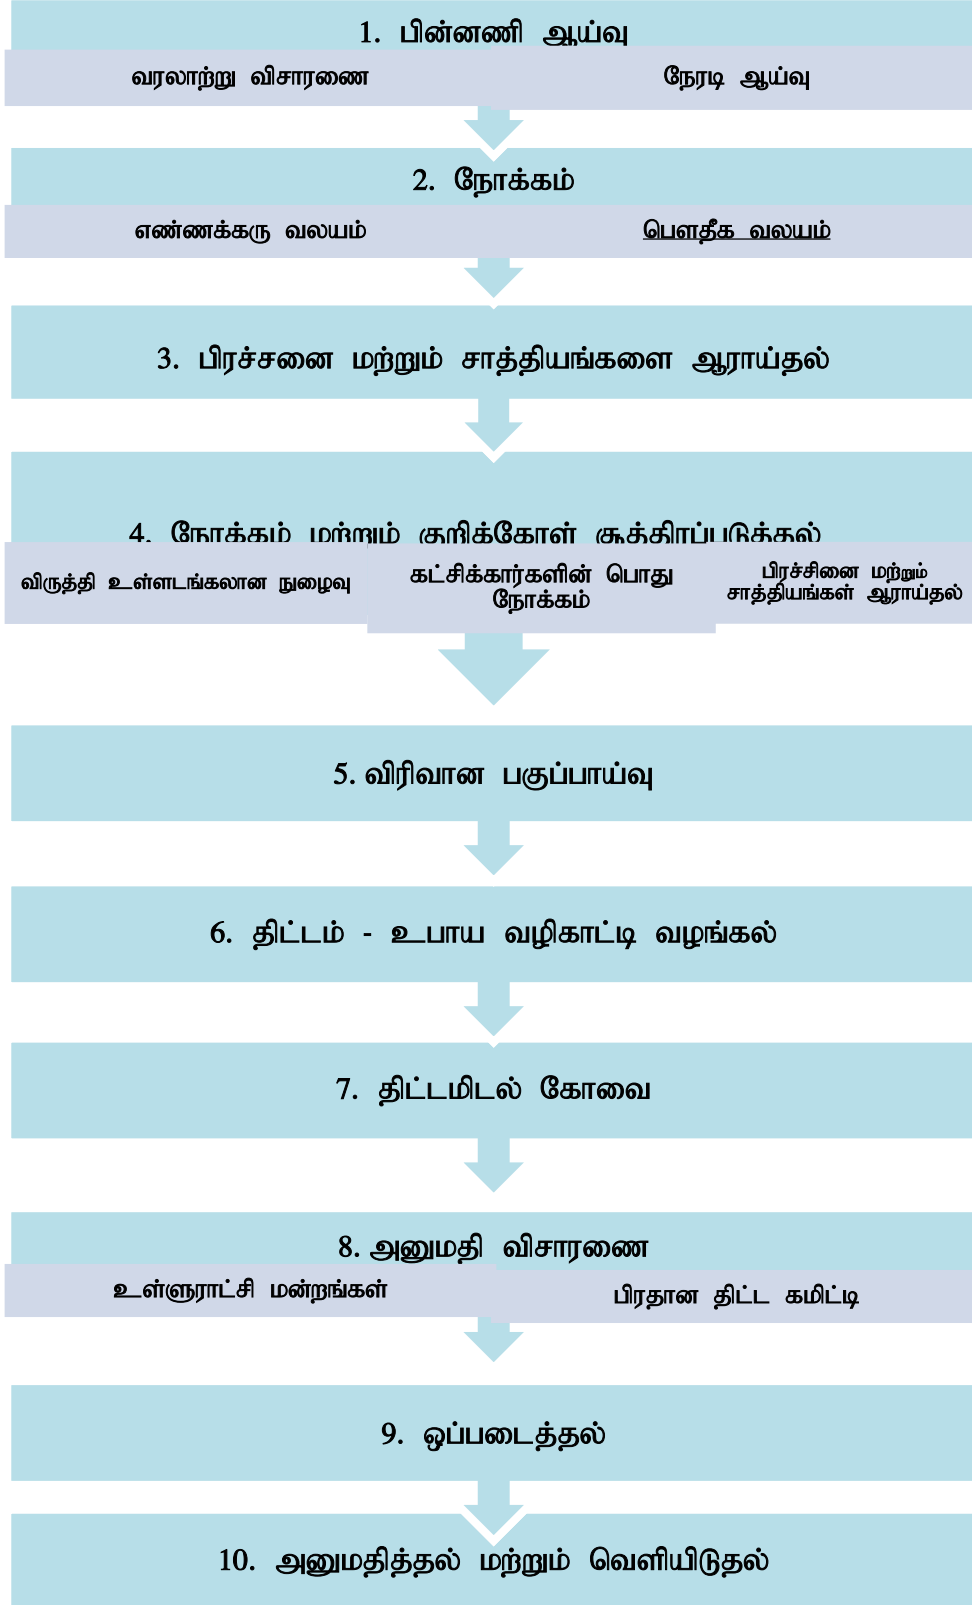 1. பின்னணி ஆய்வு
வரலாற்று விசாரணை நேரடி ஆய்வு
2. நோக்கம்
எண்ணக்கரு வலயம் பௌதீக வலயம்
3. பிரச்சனை மற்றும் சாத்தியங்களை ஆராய்தல்
4. நோக்கம் மற்றும் குறிக்கோள் சூத்திரப்படுத்தல்
விருத்தி உள்ளடங்கலான நுழைவு
கட்சிக்கார்களின் பொது
நோக்கம்
பிரச்சினை மற்றும்
சாத்தியங்கள் ஆராய்தல்
5. விரிவான பகுப்பாய்வு
6. திட்டம் - உபாய வழிகாட்டி வழங்கல்
7. திட்டமிடல் கோவை
8. அனுமதி விசாரணை
உள்ளுராட்சி மன்றங்கள் பிரதான திட்ட கமிட்டி
9. ஒப்படைத்தல்
10. அனுமதித்தல் மற்றும் வெளியிடுதல்